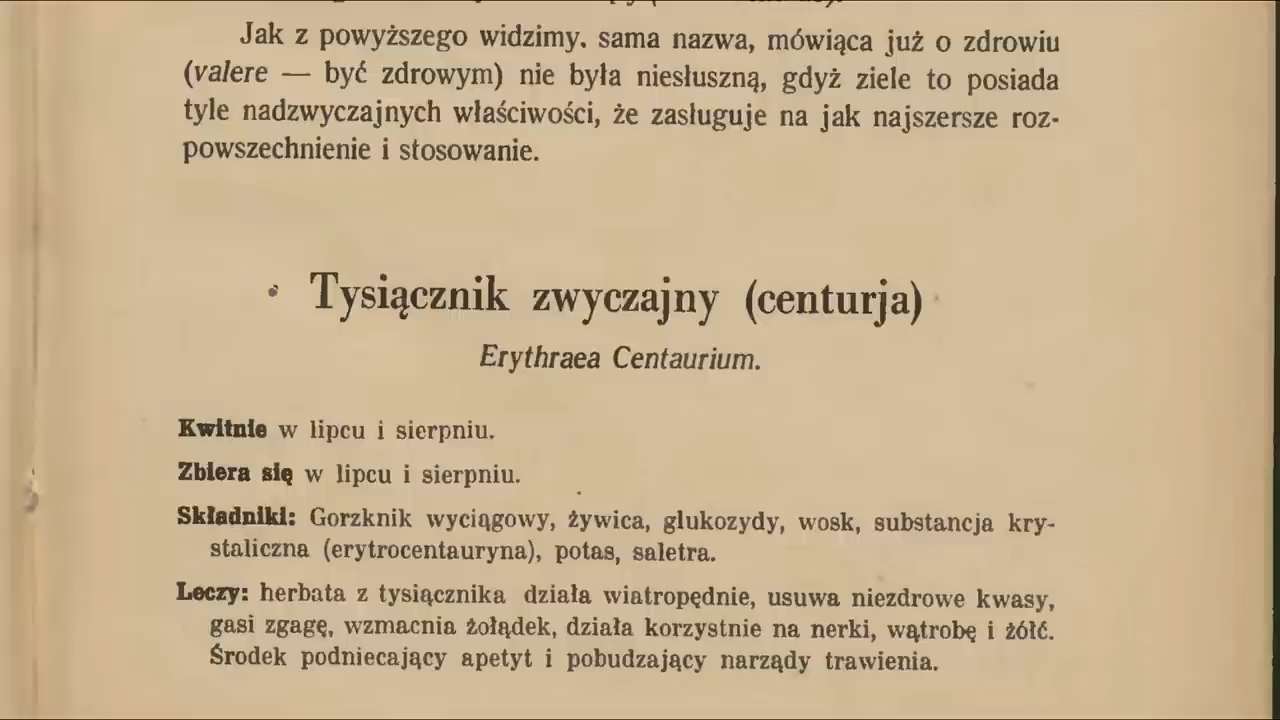 Jak z powyższego widzimy. sama nazwa, mówiąca już o zdrowiu
(valere — być zdrowym) nie była niesłuszną, gdyż ziele to posiada
tyle nadzwyczajnych właściwości, że zasługuje na jak najszersze roz-
powszechnienie i stosowanie.
Tysiącznik zwyczajny (centurja)
Erythraea Centaurium.
Kwitnie w lipcu i sierpniu.
Zbiera się w lipcu i sierpniu.
Składniki: Gorzknik wyciągowy, żywica, glukozydy, wosk, substancja kry-
staliczna (erytrocentauryna), potas, saletra.
Leczy: herbata z tysiącznika działa wiatropędnie, usuwa niezdrowe kwasy,
gasi zgagę, wzmacnia żołądek, działa korzystnie na nerki, wątrobę i żółć.
Środek podniecający apetyt i pobudzający narządy trawienia.